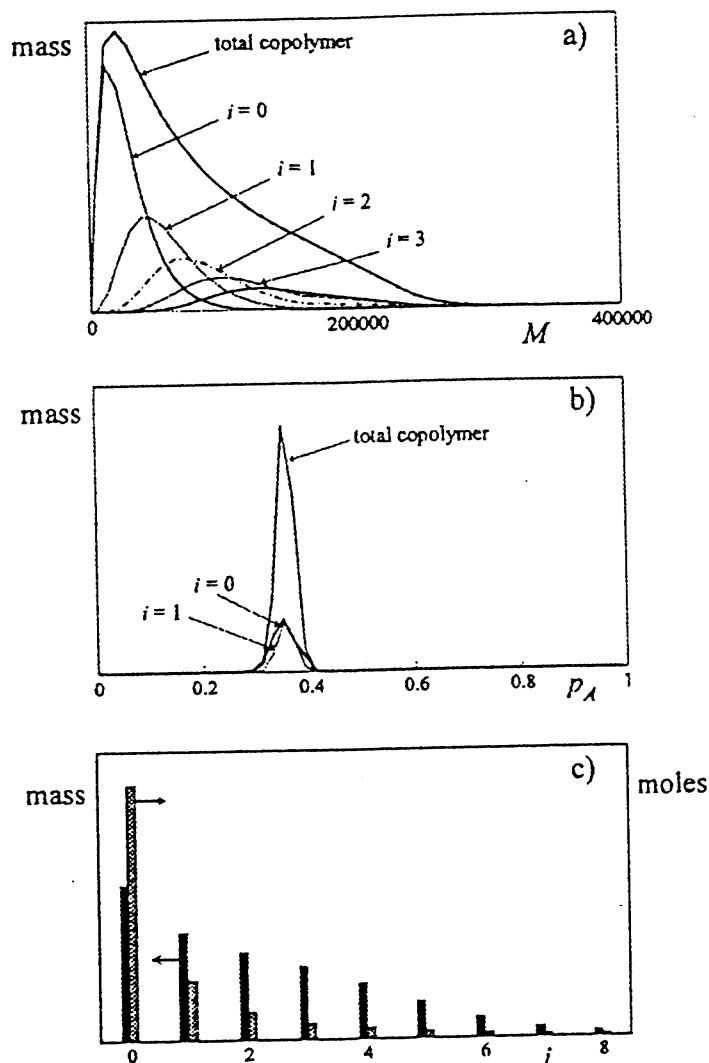 mass
a)
total copolymer
i = 0
i = 1
i = 2
i = 3
0 200000 400000
M
mass
b)
total copolymer
i = 0
i = 1
0 0.2 0.4 0.6 0.8 1
p_A
mass
c)
moles
0 2 4 6 i 8